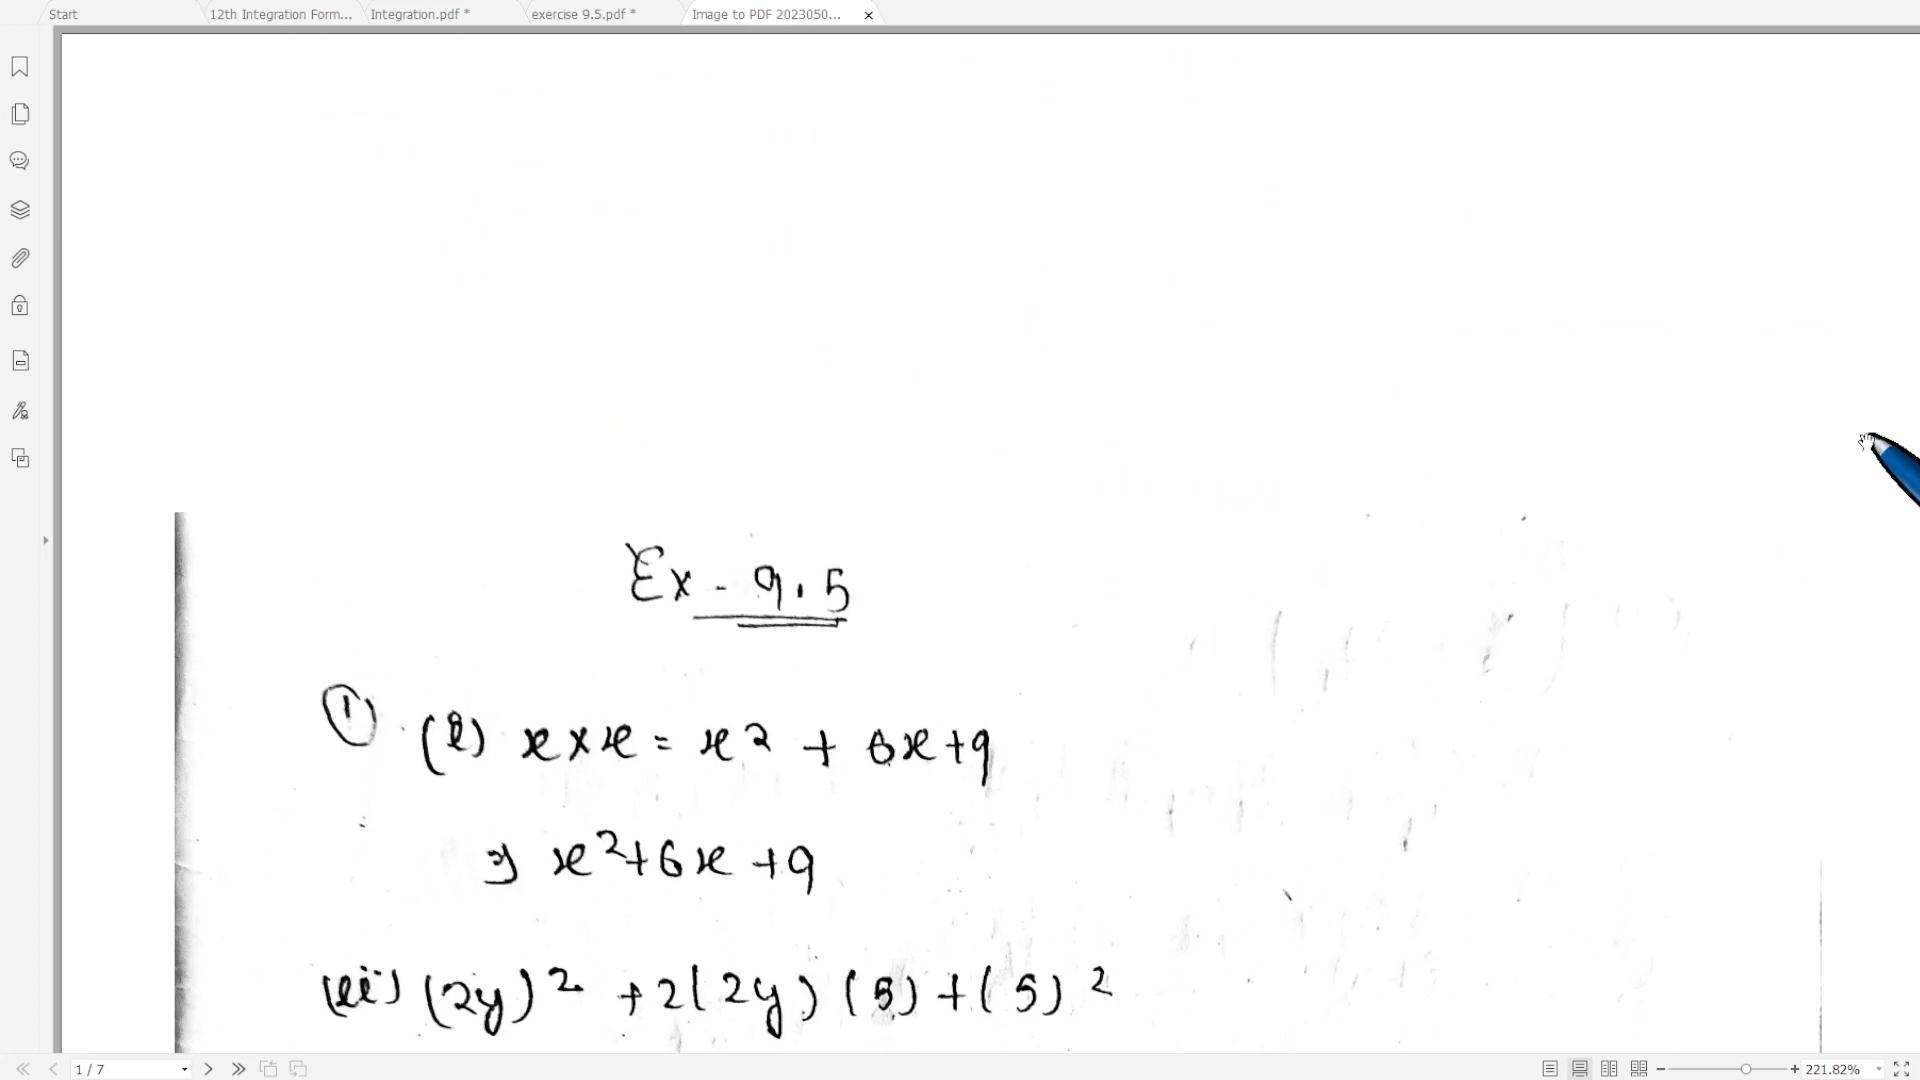 Start
12th Integration Form...
Integration.pdf *
exercise 9.5.pdf *
Image to PDF 2023050...
Ex - 9.5
① (i) x × x = x² + 6x + 9
⇒ x² + 6x + 9
(ii) (2y)² + 2(2y)(5) + (5)²
1 / 7
221.82%